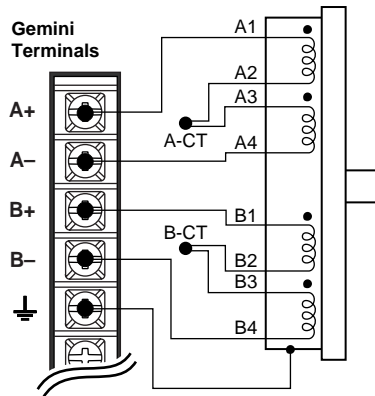 Gemini
Terminals
A+
A–
B+
B–
A1
A2
A3
A-CT
A4
B1
B-CT
B2
B3
B4